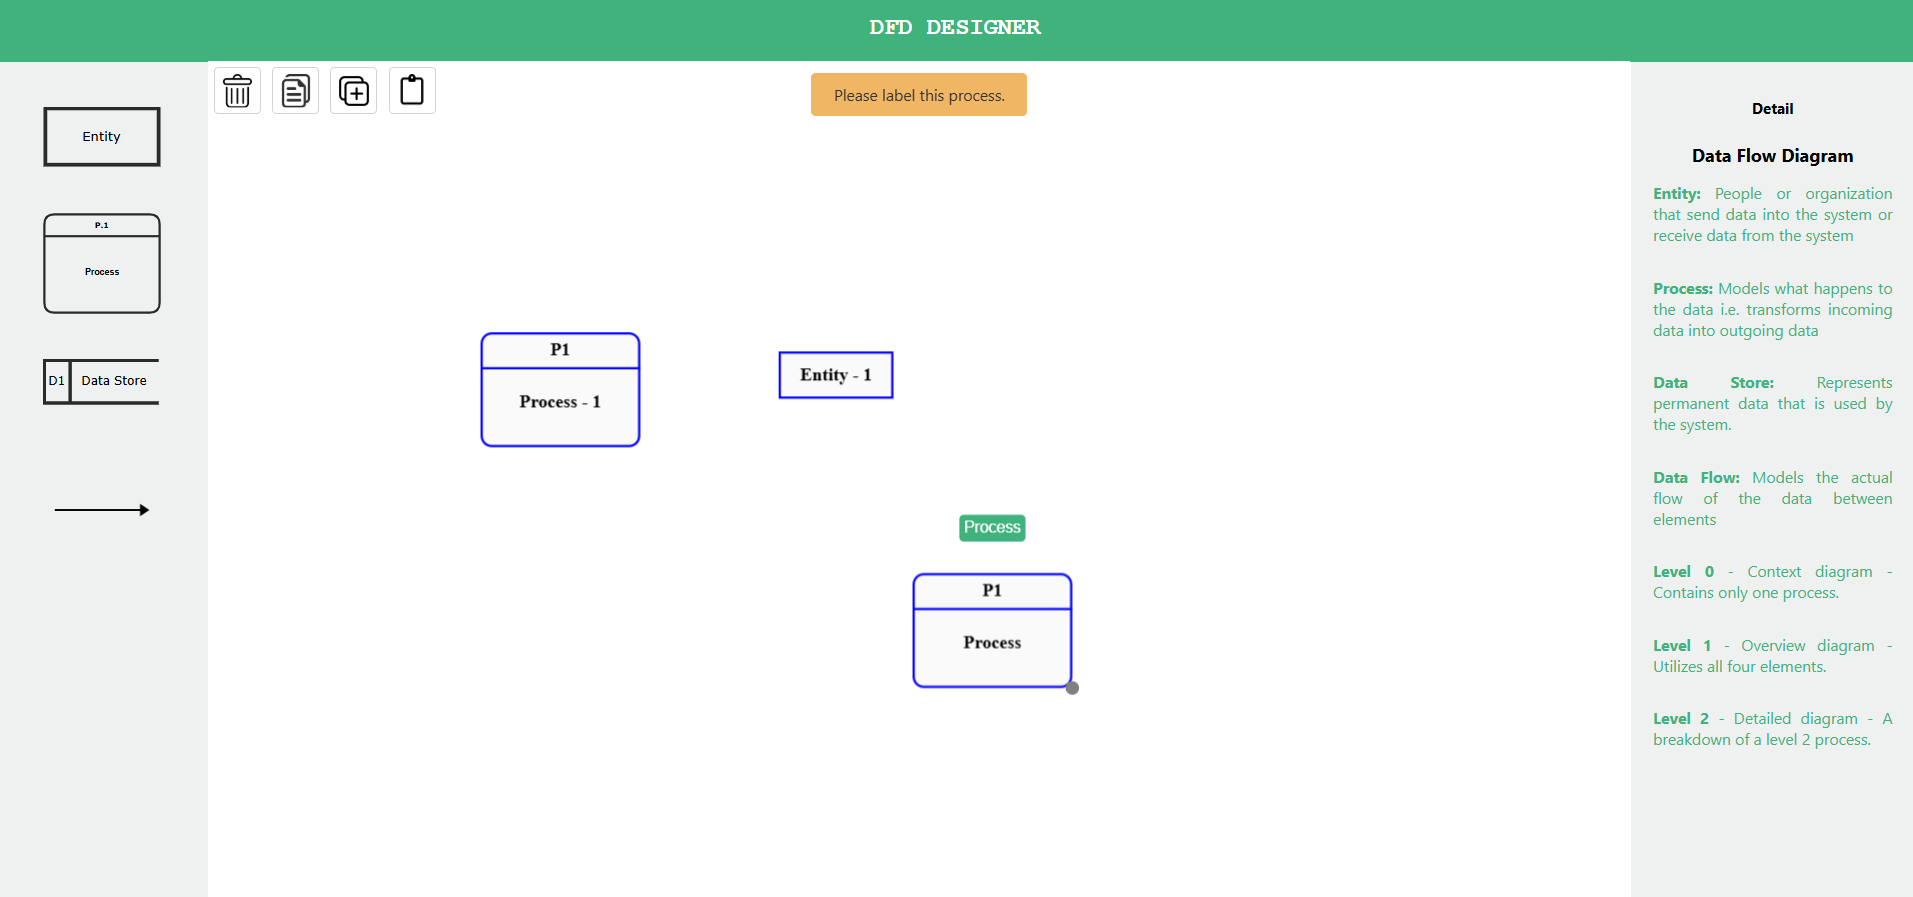 DFD DESIGNER
Entity
P.1
Process
D1 Data Store
Please label this process.
P1
Process - 1
Entity - 1
Process
P1
Process
Detail
Data Flow Diagram
Entity: People or organization
that send data into the system or
receive data from the system
Process: Models what happens to
the data i.e. transforms incoming
data into outgoing data
Data Store: Represents
permanent data that is used by
the system.
Data Flow: Models the actual
flow of the data between
elements
Level 0 - Context diagram -
Contains only one process.
Level 1 - Overview diagram -
Utilizes all four elements.
Level 2 - Detailed diagram - A
breakdown of a level 2 process.